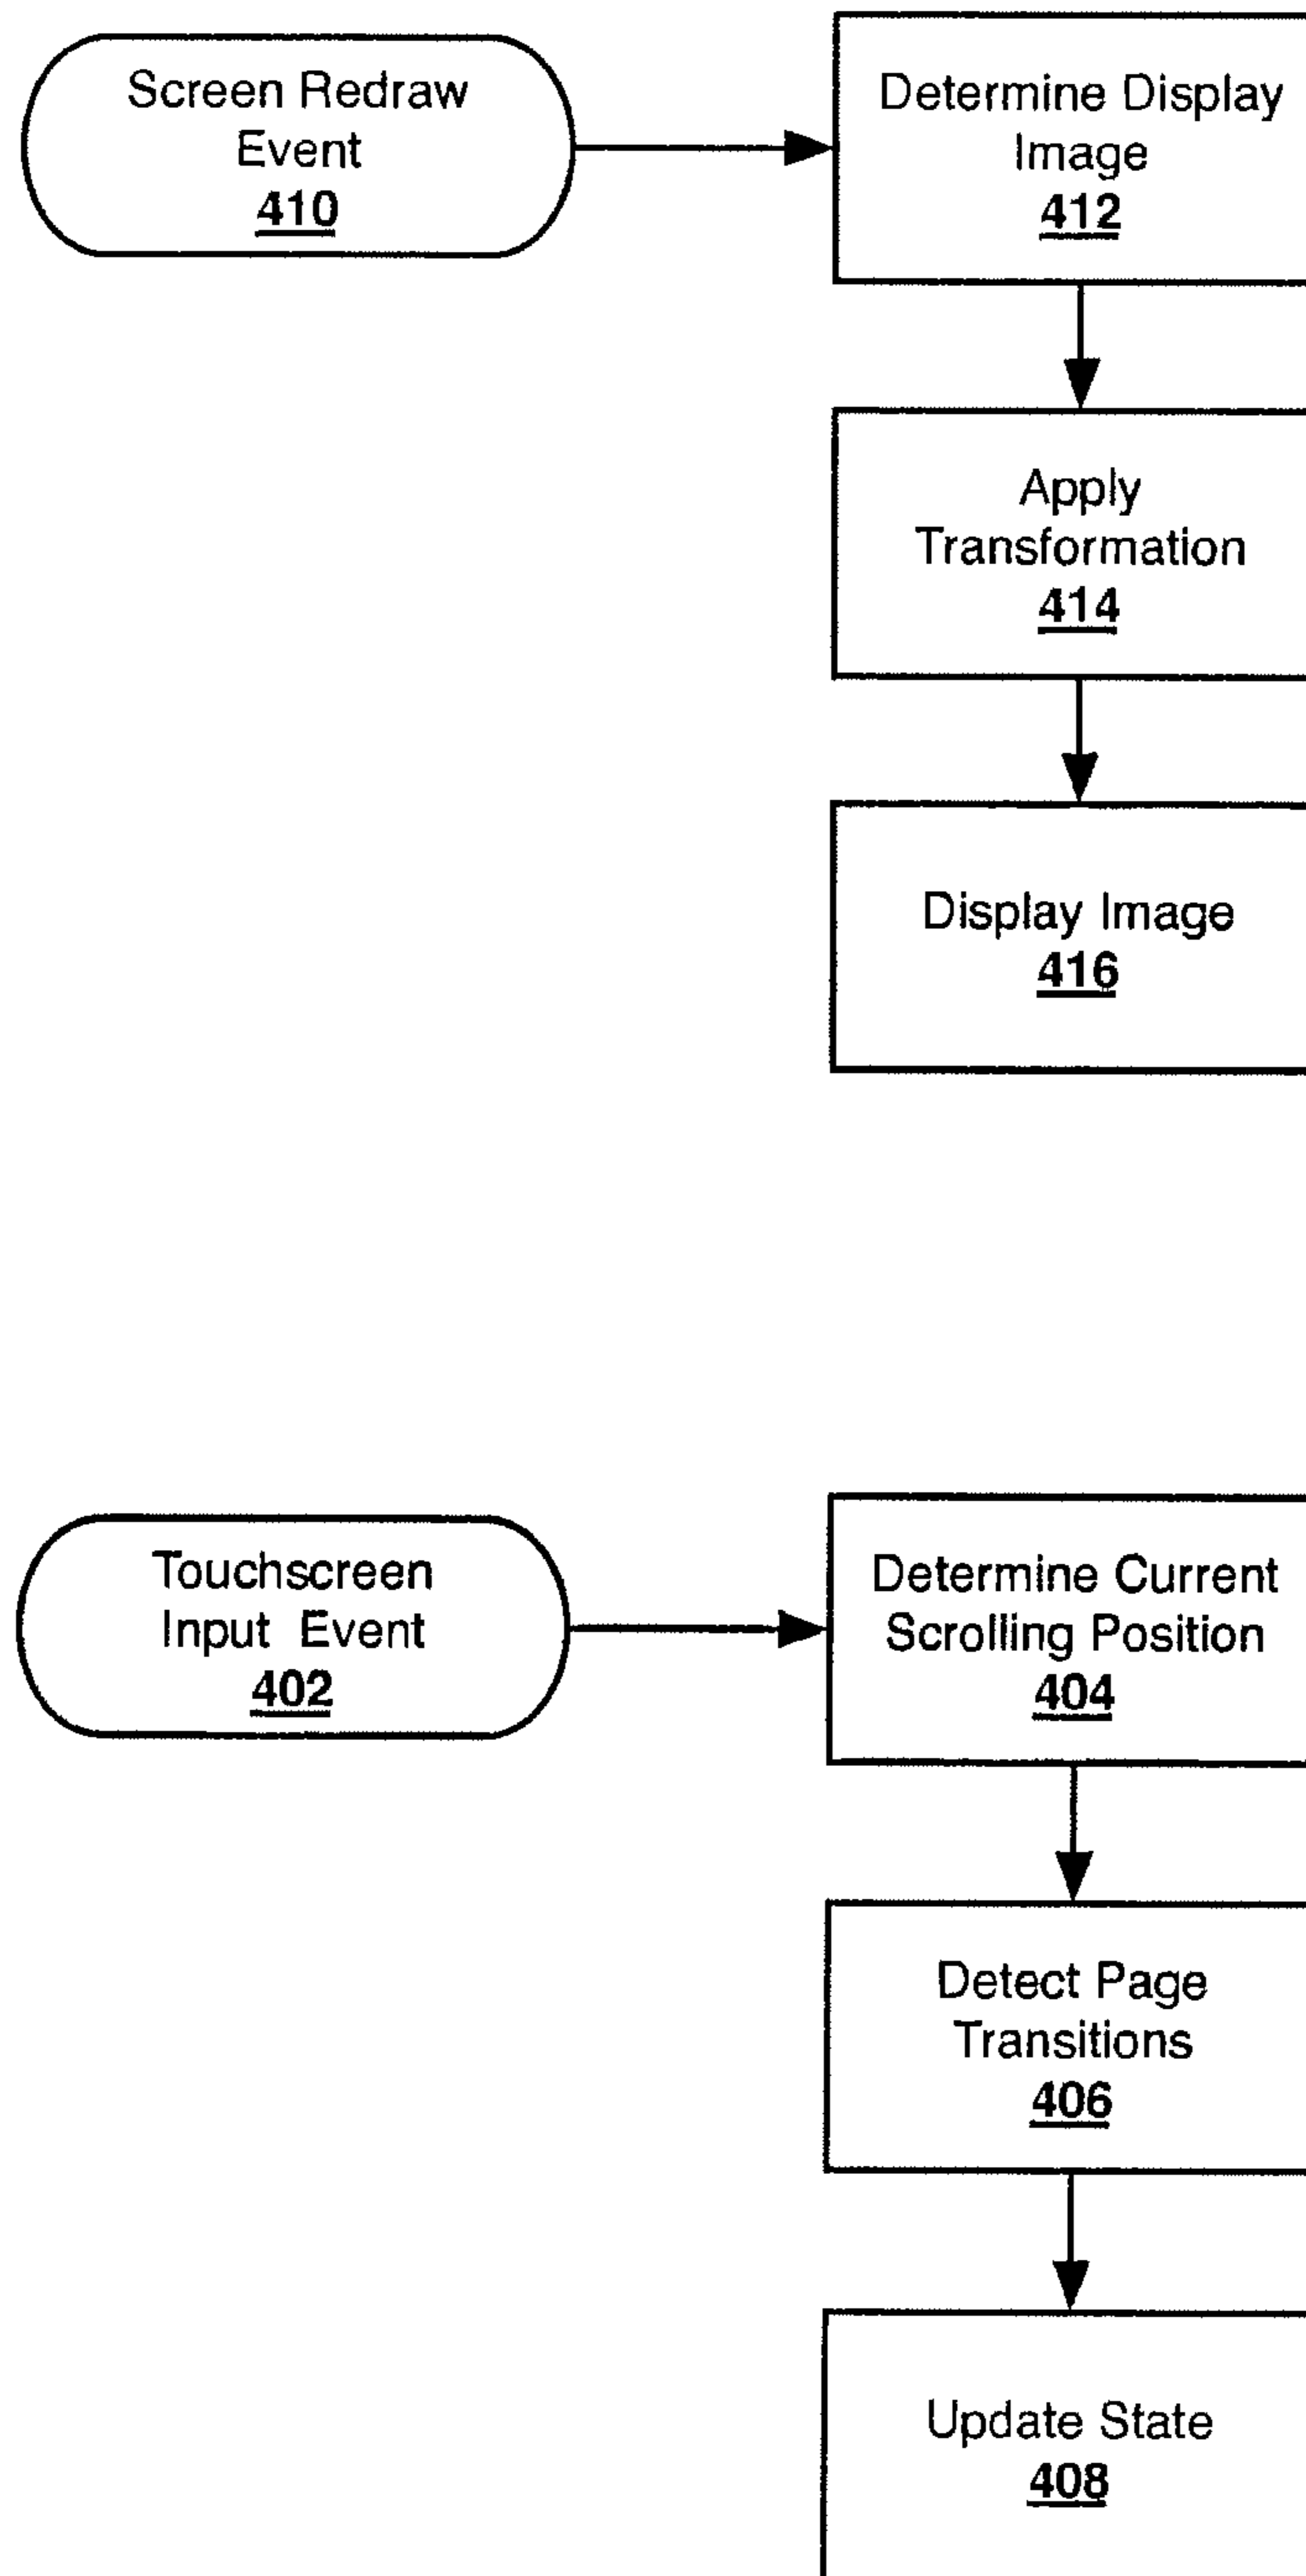 Screen Redraw
Event
410
Determine Display
Image
412
Apply
Transformation
414
Display Image
416
Touchscreen
Input Event
402
Determine Current
Scrolling Position
404
Detect Page
Transitions
406
Update State
408